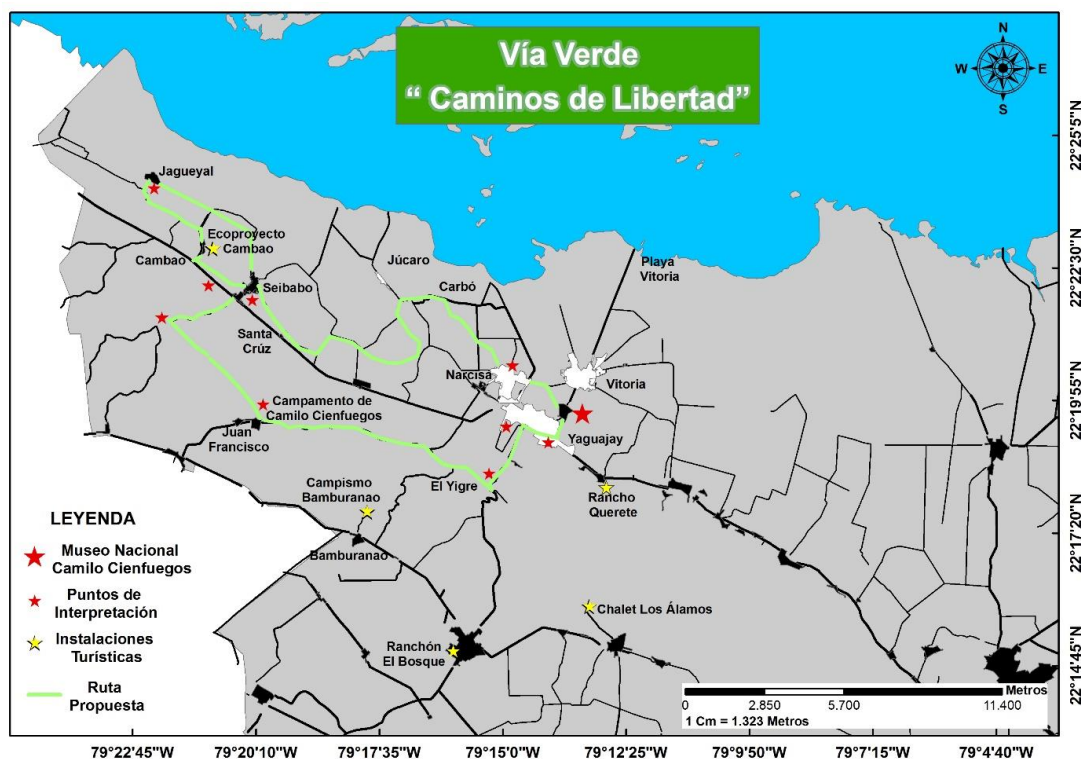 Vía Verde
“ Caminos de Libertad”
N
W
E
S
Jagueyal
Ecoproyecto
Cambao
Cambao
Seibabo
Júcaro
Carbó
Playa
Vitoria
Santa
Crúz
Narcisa
Vitoria
Campamento de
Camilo Cienfuegos
Juan
Francisco
Yaguajay
El Yigre
Campismo
Bamburanao
Rancho
Querete
Bamburanao
Chalet Los Álamos
Ranchón
El Bosque
LEYENDA
Museo Nacional
Camilo Cienfuegos
Puntos de
Interpretación
Instalaciones
Turísticas
Ruta
Propuesta
Metros
0 2.850 5.700 11.400
1 Cm = 1.323 Metros
22°25'5"N
22°22'30"N
22°19'55"N
22°17'20"N
22°14'45"N
79°22'45"W 79°20'0"W 79°17'35"W 79°15'0"W 79°12'25"W 79°9'50"W 79°7'15"W 79°4'40"W